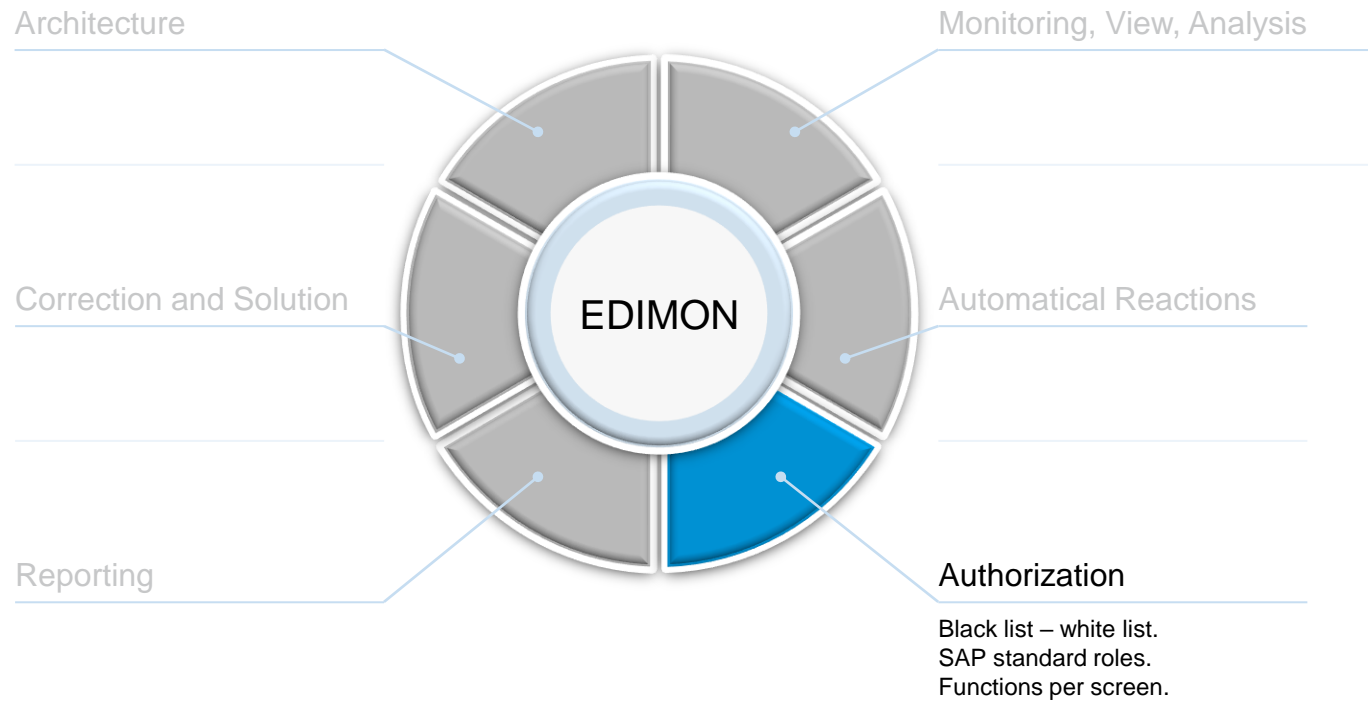 Architecture
Monitoring, View, Analysis
Correction and Solution
EDIMON
Automatical Reactions
Reporting
Authorization
Black list – white list.
SAP standard roles.
Functions per screen.